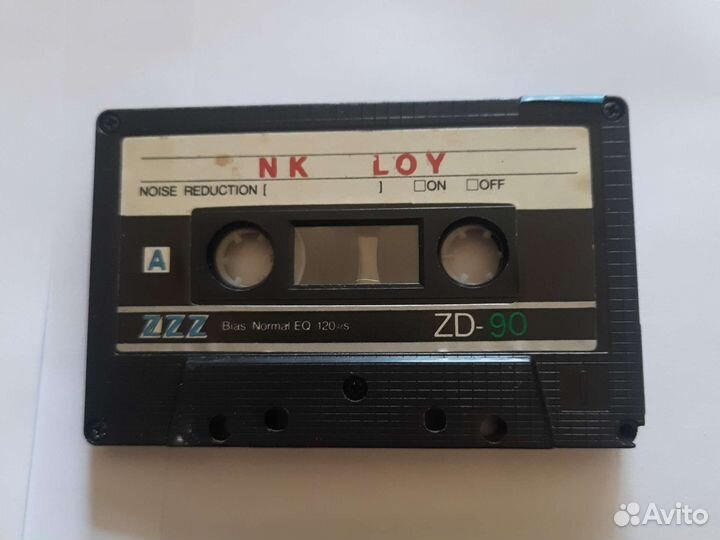 NK LOY
NOISE REDUCTION [ ] □ON □OFF
A
ZZZ Bias Normal EQ 120μs ZD-90
Avito